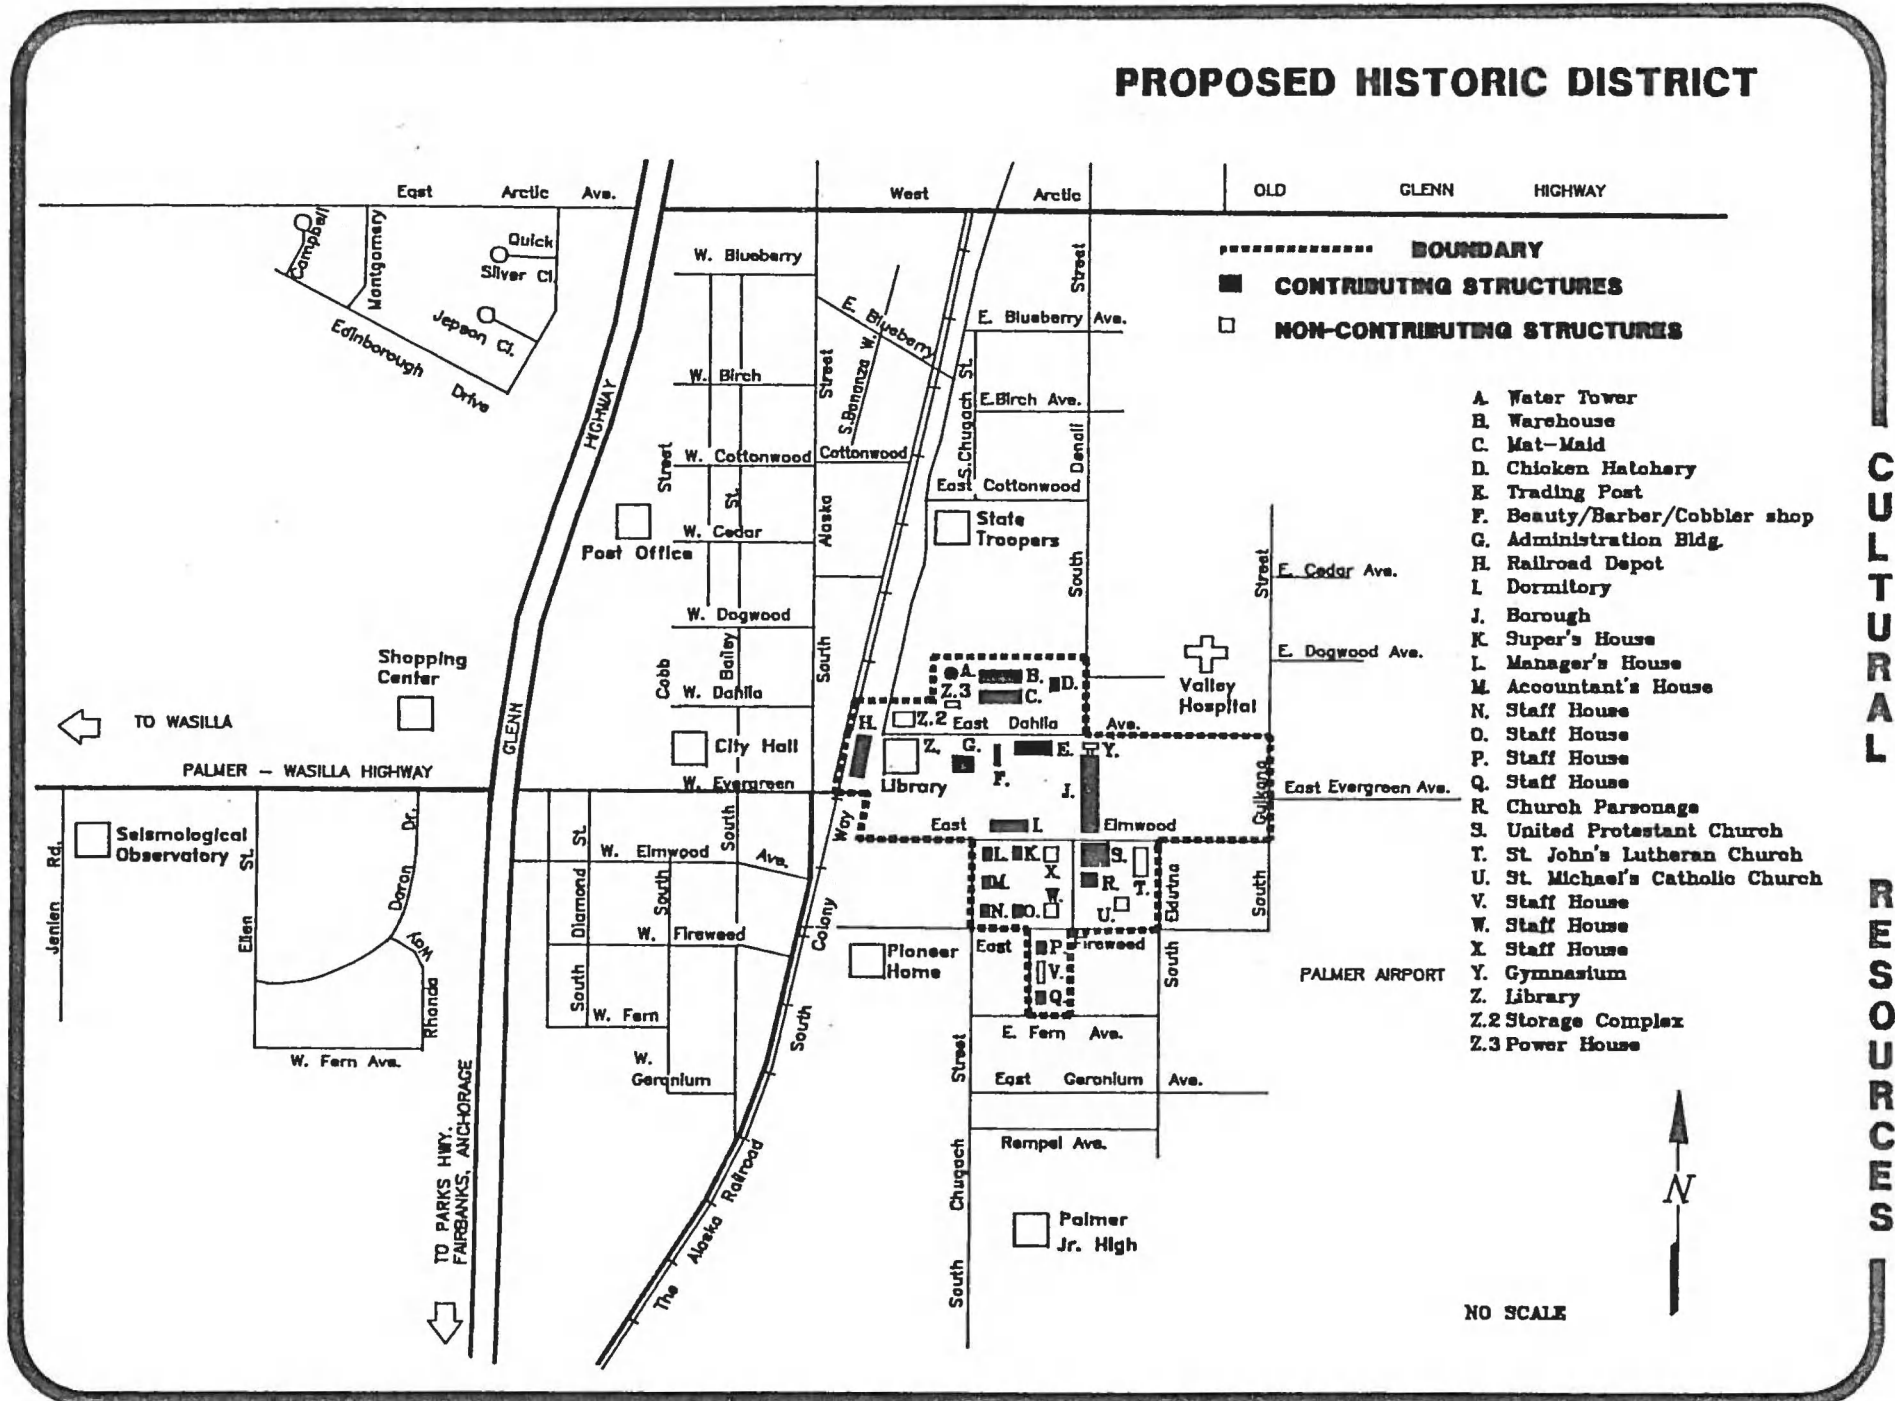 PROPOSED HISTORIC DISTRICT
East Arctic Ave.
West Arctic
OLD GLENN HIGHWAY
Campbell
Montgamery
Quick
Silver Cl.
Jepson Cl.
Edinborough Drive
HIGHWAY
GLENN
W. Blueberry
W. Birch
W. Cottonwood
Cottonwood
W. Cedar
W. Dogwood
W. Dahlia
W. Evergreen
Street
Cobb
St.
Bailey
Street
Alaska
South
E. Blueberry
S.Bonanza W.
E. Blueberry Ave.
S.Chugach St.
E.Birch Ave.
East Cottonwood
Street
Denali
South
State
Troopers
Post Office
Shopping
Center
City Hall
TO WASILLA
PALMER – WASILLA HIGHWAY
Seismological
Observatory
Jenlen Rd.
Ellen St.
Daron Dr.
Rhonda Way
W. Fern Ave.
TO PARKS HWY.
FAIRBANKS, ANCHORAGE
South Diamond St.
W. Elmwood Ave.
South
South
W. Fireweed
W. Fern
W.
Geranium
South Colony Way
The Alaska Railroad
BOUNDARY
CONTRIBUTING STRUCTURES
NON-CONTRIBUTING STRUCTURES
E. Cedar Ave.
E. Dogwood Ave.
East Evergreen Ave.
Street
Gulkana
South
Valley
Hospital
A.
B.
Z.3
C.
D.
H.
Z.2
East Dahlia Ave.
Z.
G.
E.
Y.
Library
F.
J.
East
I.
Elmwood
L.
K.
S.
X.
M.
R.
T.
W.
N.
O.
U.
Eklutna
South
Pioneer
Home
East
P.
Fireweed
V.
Q.
E. Fern Ave.
East Geronium Ave.
Rempel Ave.
Street
Chugach
South
Palmer
Jr. High
PALMER AIRPORT
A. Water Tower
B. Warehouse
C. Mat-Maid
D. Chicken Hatchery
E. Trading Post
F. Beauty/Barber/Cobbler shop
G. Administration Bldg.
H. Railroad Depot
I. Dormitory
J. Borough
K. Super's House
L. Manager's House
M. Accountant's House
N. Staff House
O. Staff House
P. Staff House
Q. Staff House
R. Church Parsonage
S. United Protestant Church
T. St. John's Lutheran Church
U. St. Michael's Catholic Church
V. Staff House
W. Staff House
X. Staff House
Y. Gymnasium
Z. Library
Z.2 Storage Complex
Z.3 Power House
N
NO SCALE
CULTURAL RESOURCES